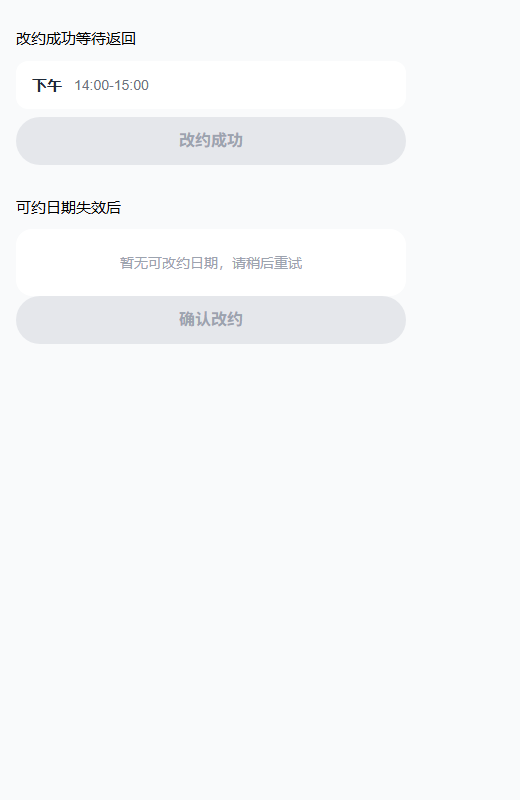 改约成功等待返回
下午 14:00-15:00
改约成功
可约日期失效后
暂无可改约日期，请稍后重试
确认改约